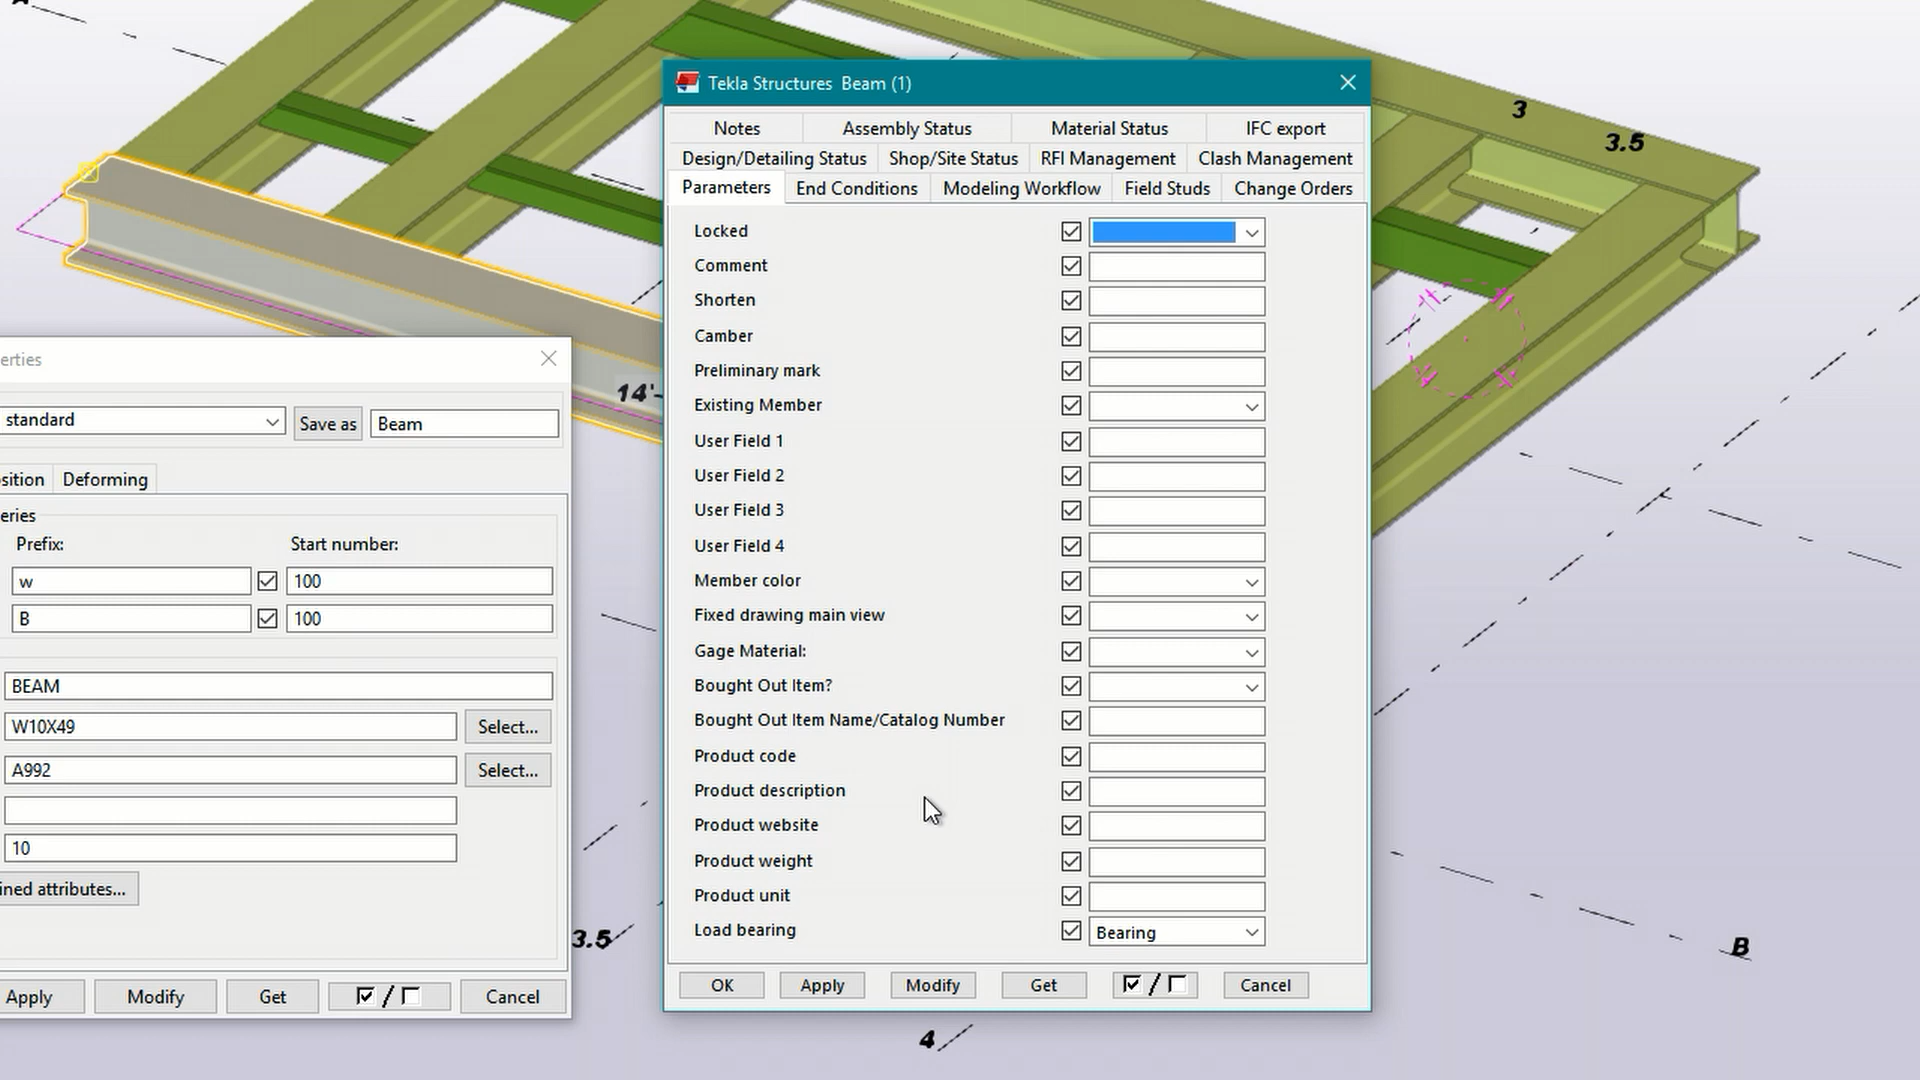 A
3
3.5
14'-
3.5
4
B
erties
standard
Save as
Beam
sition
Deforming
eries
Prefix:
Start number:
w
100
B
100
BEAM
W10X49
Select...
A992
Select...
10
ined attributes...
Apply
Modify
Get
/
Cancel
Tekla Structures Beam (1)
Notes
Assembly Status
Material Status
IFC export
Design/Detailing Status
Shop/Site Status
RFI Management
Clash Management
Parameters
End Conditions
Modeling Workflow
Field Studs
Change Orders
Locked
Comment
Shorten
Camber
Preliminary mark
Existing Member
User Field 1
User Field 2
User Field 3
User Field 4
Member color
Fixed drawing main view
Gage Material:
Bought Out Item?
Bought Out Item Name/Catalog Number
Product code
Product description
Product website
Product weight
Product unit
Load bearing
Bearing
OK
Apply
Modify
Get
/
Cancel